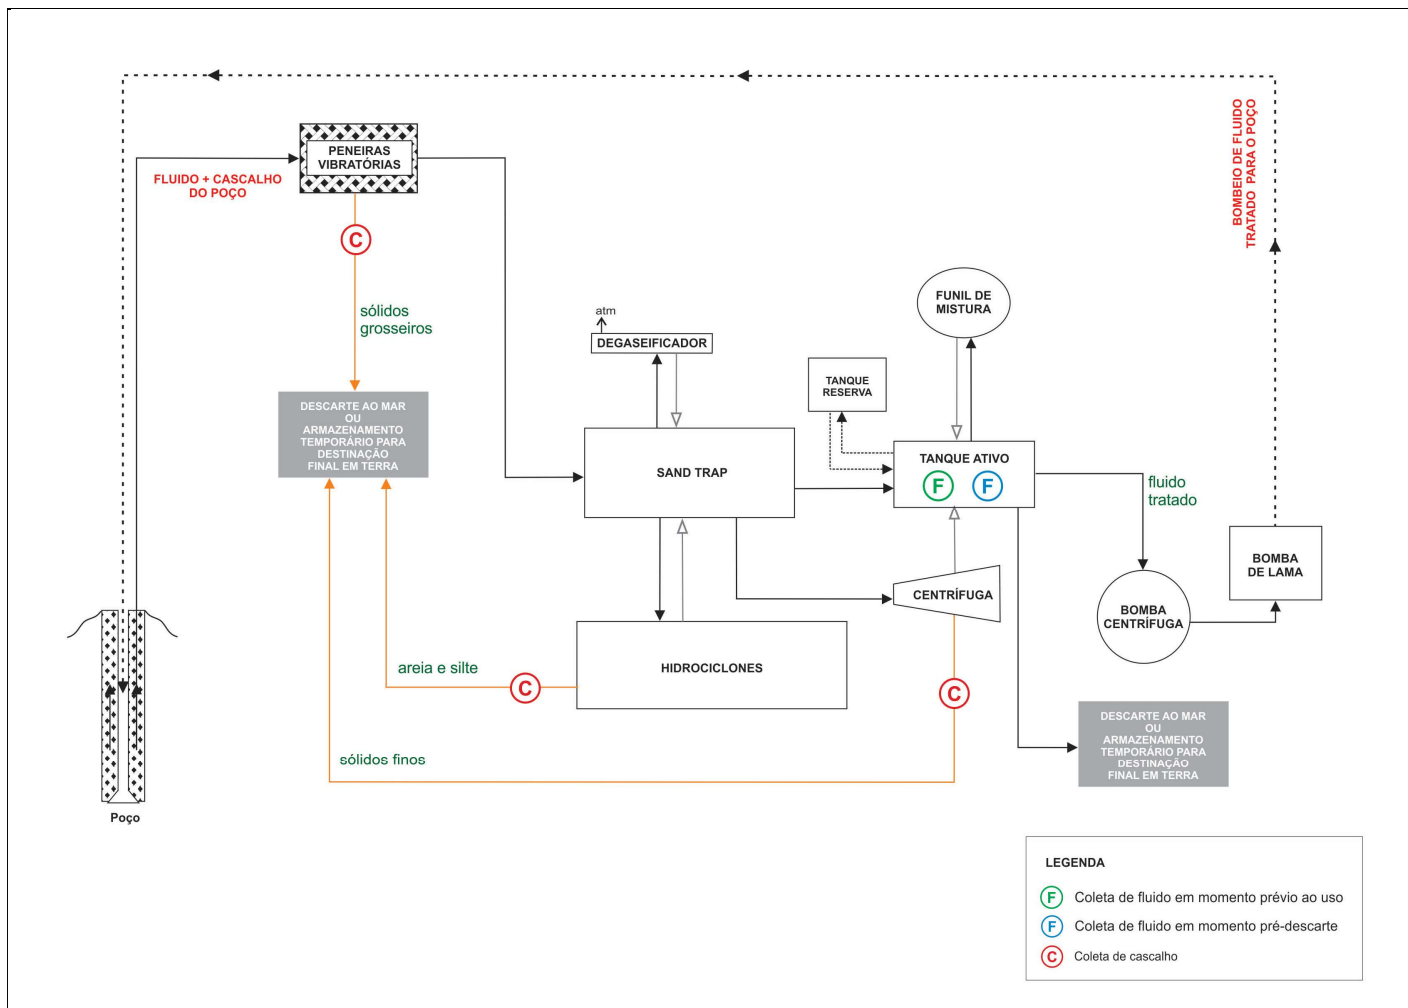 BOMBEIO DE FLUIDO
TRATADO PARA O POÇO
PENEIRAS
VIBRATÓRIAS
FLUIDO + CASCALHO
DO POÇO
C
sólidos
grosseiros
DESCARTE AO MAR
OU
ARMAZENAMENTO
TEMPORÁRIO PARA
DESTINAÇÃO
FINAL EM TERRA
atm
DEGASEIFICADOR
FUNIL DE
MISTURA
TANQUE
RESERVA
SAND TRAP
TANQUE ATIVO
F F
fluido
tratado
BOMBA
DE LAMA
CENTRÍFUGA
BOMBA
CENTRÍFUGA
HIDROCICLONES
areia e silte
C
C
sólidos finos
DESCARTE AO MAR
OU
ARMAZENAMENTO
TEMPORÁRIO PARA
DESTINAÇÃO
FINAL EM TERRA
Poço
LEGENDA
F Coleta de fluido em momento prévio ao uso
F Coleta de fluido em momento pré-descarte
C Coleta de cascalho